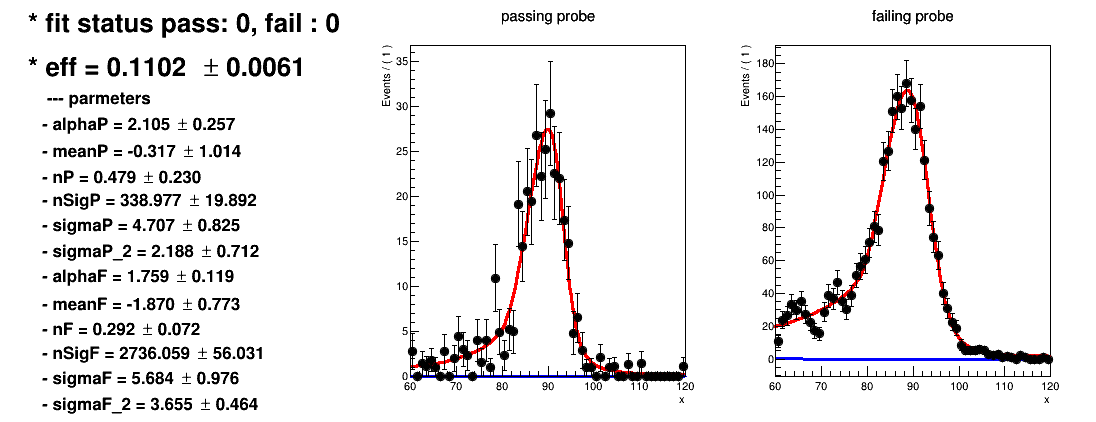 * fit status pass: 0, fail : 0
* eff = 0.1102 ± 0.0061
--- parmeters
- alphaP = 2.105 ± 0.257
- meanP = -0.317 ± 1.014
- nP = 0.479 ± 0.230
- nSigP = 338.977 ± 19.892
- sigmaP = 4.707 ± 0.825
- sigmaP_2 = 2.188 ± 0.712
- alphaF = 1.759 ± 0.119
- meanF = -1.870 ± 0.773
- nF = 0.292 ± 0.072
- nSigF = 2736.059 ± 56.031
- sigmaF = 5.684 ± 0.976
- sigmaF_2 = 3.655 ± 0.464
passing probe
Events / ( 1 )
35
30
25
20
15
10
5
0
60 70 80 90 100 110 120
x
failing probe
Events / ( 1 )
180
160
140
120
100
80
60
40
20
0
60 70 80 90 100 110 120
x